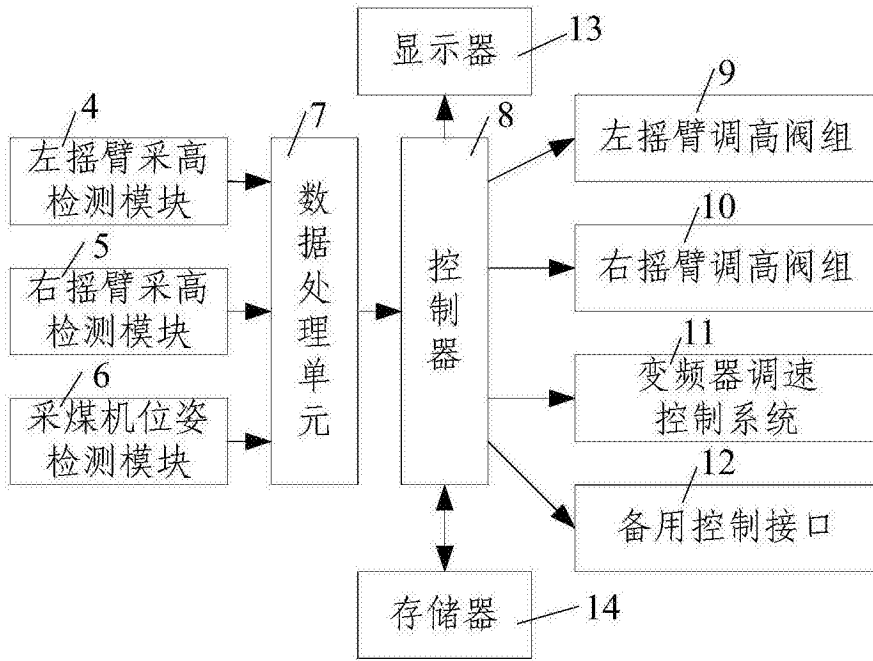 显示器
13
4
左摇臂采高
检测模块
5
右摇臂采高
检测模块
6
采煤机位姿
检测模块
7
数据处理单元
8
控制器
9
左摇臂调高阀组
10
右摇臂调高阀组
11
变频器调速
控制系统
12
备用控制接口
存储器
14